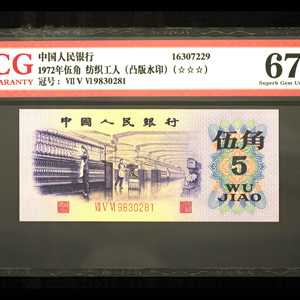 CG
ARANTY
中国人民银行 16307229
1972年伍角 纺织工人（凸版水印）（☆☆☆）
冠号： VII V VI 9830281
67
Superb Gem Un
中国人民银行
伍角
5
WU
JIAO
VII V VI 9830281